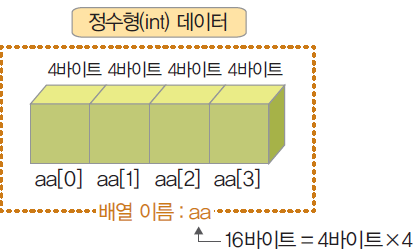 정수형(int) 데이터
4바이트 4바이트 4바이트 4바이트
aa[0] aa[1] aa[2] aa[3]
배열 이름 : aa
16바이트 = 4바이트×4